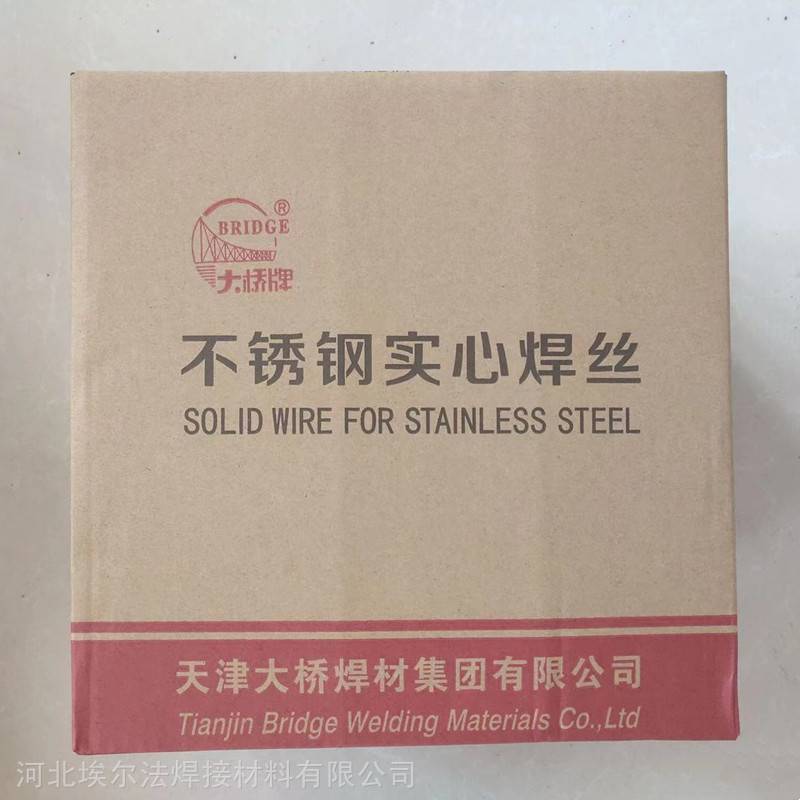 BRIDGE®
大桥牌
不锈钢实心焊丝
SOLID WIRE FOR STAINLESS STEEL
天津大桥焊材集团有限公司
Tianjin Bridge Welding Materials Co.,Ltd
河北埃尔法焊接材料有限公司